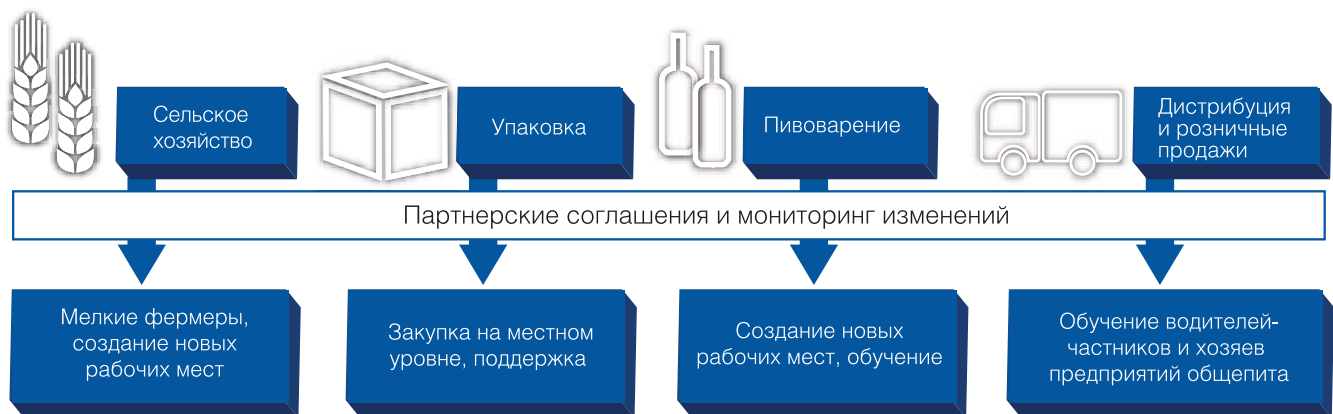 Сельское
хозяйство
Упаковка
Пивоварение
Дистрибуция
и розничные
продажи
Партнерские соглашения и мониторинг изменений
Мелкие фермеры,
создание новых
рабочих мест
Закупка на местном
уровне, поддержка
Создание новых
рабочих мест, обучение
Обучение водителей-
частников и хозяев
предприятий общепита